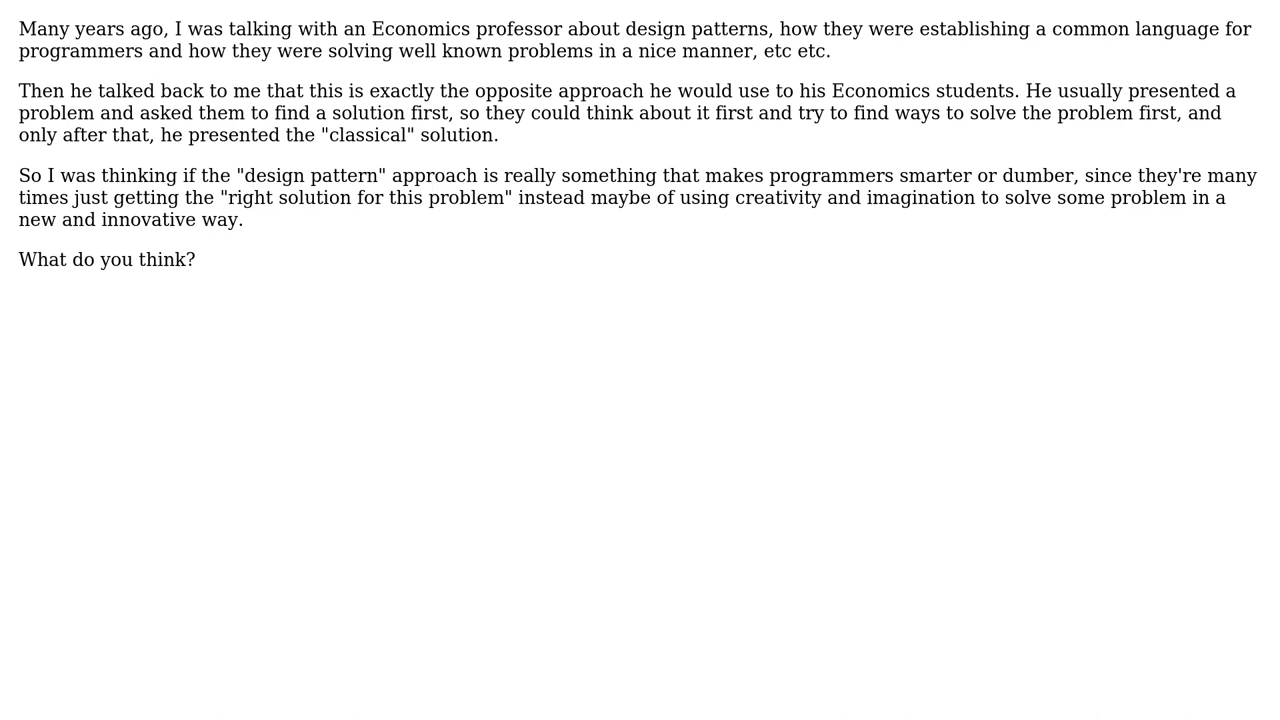 Many years ago, I was talking with an Economics professor about design patterns, how they were establishing a common language for
programmers and how they were solving well known problems in a nice manner, etc etc.
Then he talked back to me that this is exactly the opposite approach he would use to his Economics students. He usually presented a
problem and asked them to find a solution first, so they could think about it first and try to find ways to solve the problem first, and
only after that, he presented the "classical" solution.
So I was thinking if the "design pattern" approach is really something that makes programmers smarter or dumber, since they're many
times just getting the "right solution for this problem" instead maybe of using creativity and imagination to solve some problem in a
new and innovative way.
What do you think?